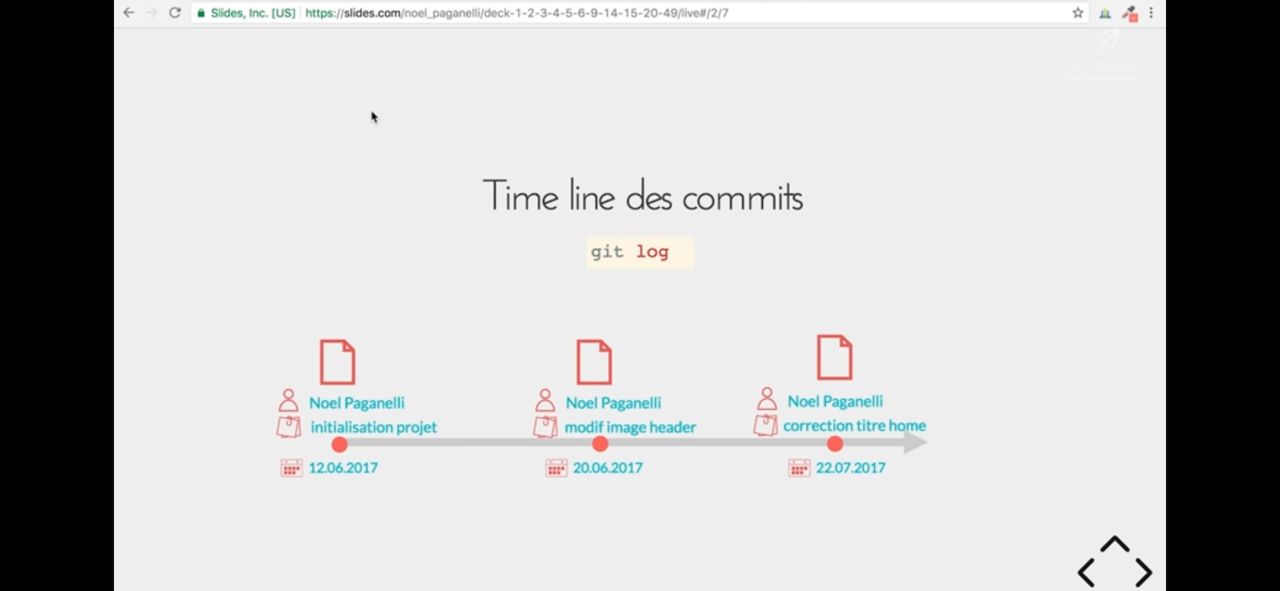 Slides, Inc. [US] https://slides.com/noel_paganelli/deck-1-2-3-4-5-6-9-14-15-20-49/live#/2/7
Time line des commits
git log
Noel Paganelli
initialisation projet
12.06.2017
Noel Paganelli
modif image header
20.06.2017
Noel Paganelli
correction titre home
22.07.2017